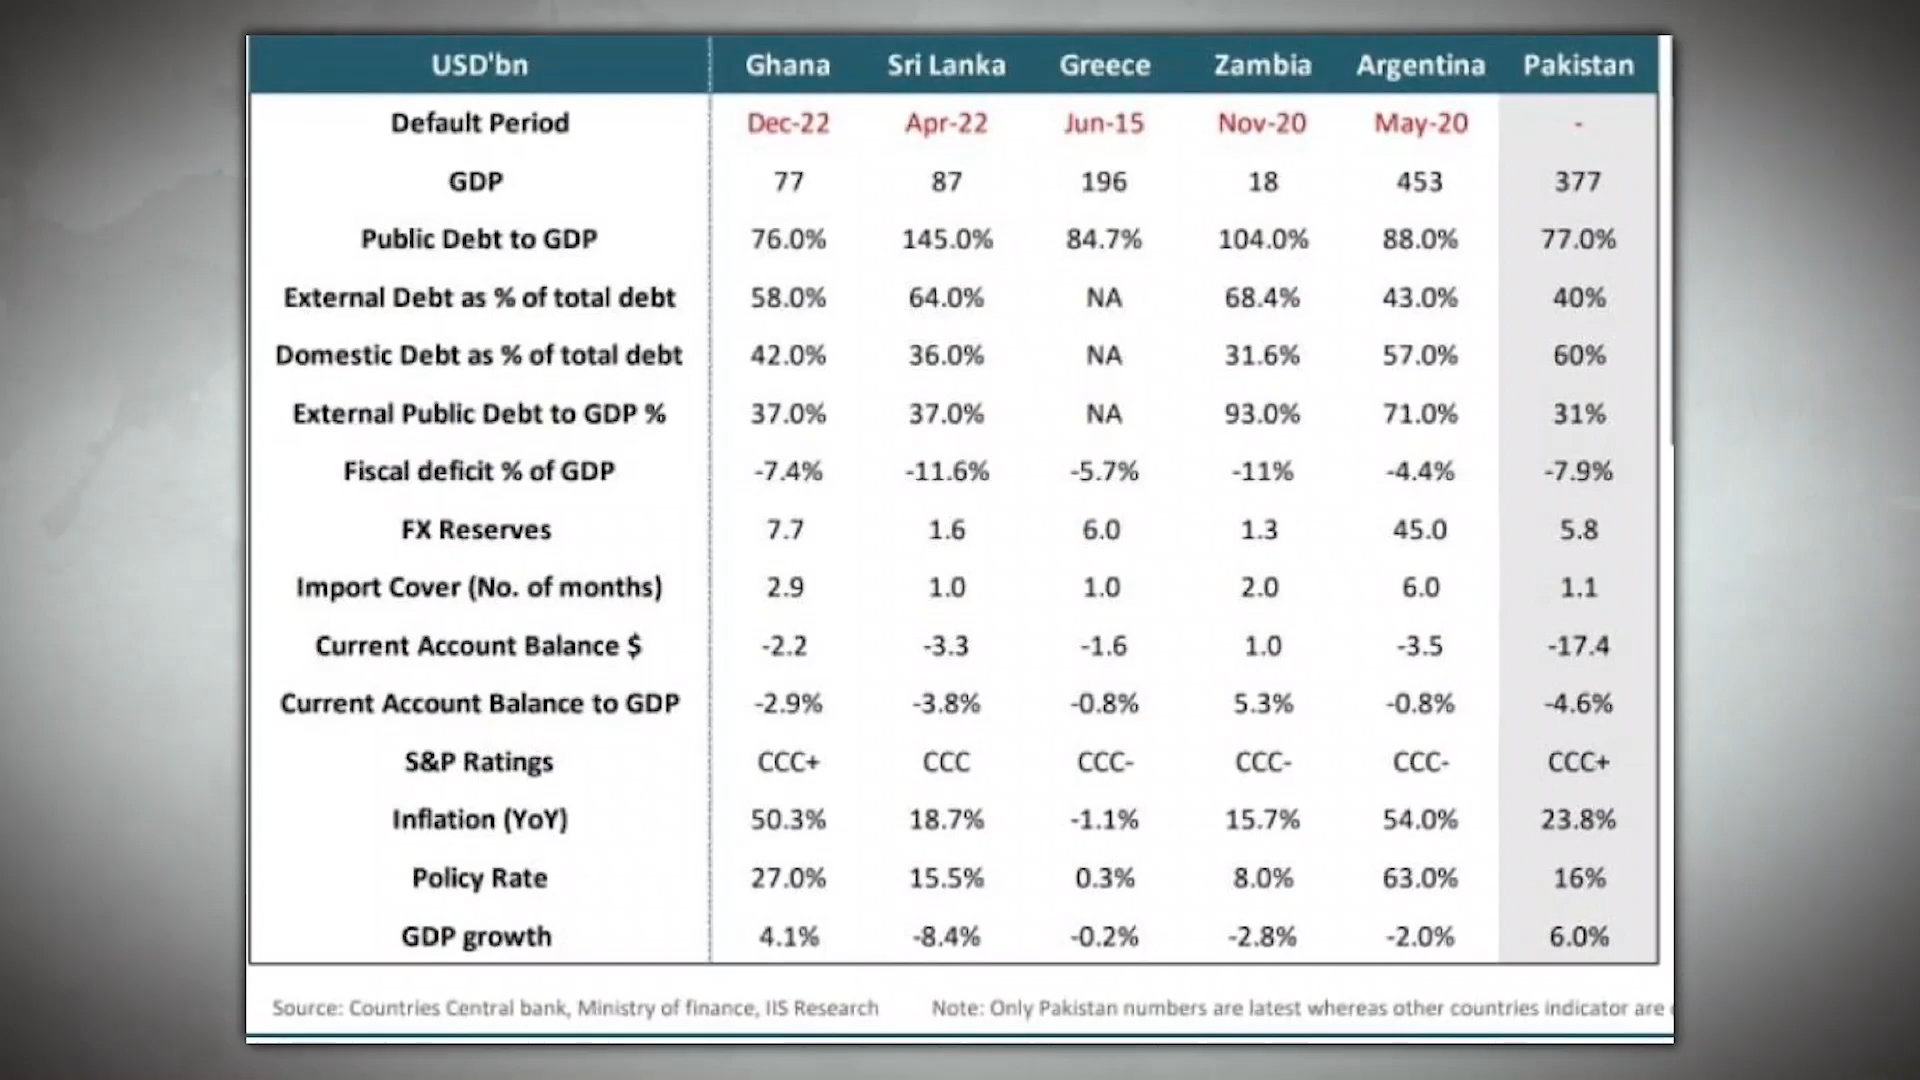 USD'bn Ghana Sri Lanka Greece Zambia Argentina Pakistan
Default Period Dec-22 Apr-22 Jun-15 Nov-20 May-20 -
GDP 77 87 196 18 453 377
Public Debt to GDP 76.0% 145.0% 84.7% 104.0% 88.0% 77.0%
External Debt as % of total debt 58.0% 64.0% NA 68.4% 43.0% 40%
Domestic Debt as % of total debt 42.0% 36.0% NA 31.6% 57.0% 60%
External Public Debt to GDP % 37.0% 37.0% NA 93.0% 71.0% 31%
Fiscal deficit % of GDP -7.4% -11.6% -5.7% -11% -4.4% -7.9%
FX Reserves 7.7 1.6 6.0 1.3 45.0 5.8
Import Cover (No. of months) 2.9 1.0 1.0 2.0 6.0 1.1
Current Account Balance $ -2.2 -3.3 -1.6 1.0 -3.5 -17.4
Current Account Balance to GDP -2.9% -3.8% -0.8% 5.3% -0.8% -4.6%
S&P Ratings CCC+ CCC CCC- CCC- CCC- CCC+
Inflation (YoY) 50.3% 18.7% -1.1% 15.7% 54.0% 23.8%
Policy Rate 27.0% 15.5% 0.3% 8.0% 63.0% 16%
GDP growth 4.1% -8.4% -0.2% -2.8% -2.0% 6.0%
Source: Countries Central bank, Ministry of finance, IIS Research Note: Only Pakistan numbers are latest whereas other countries indicator are